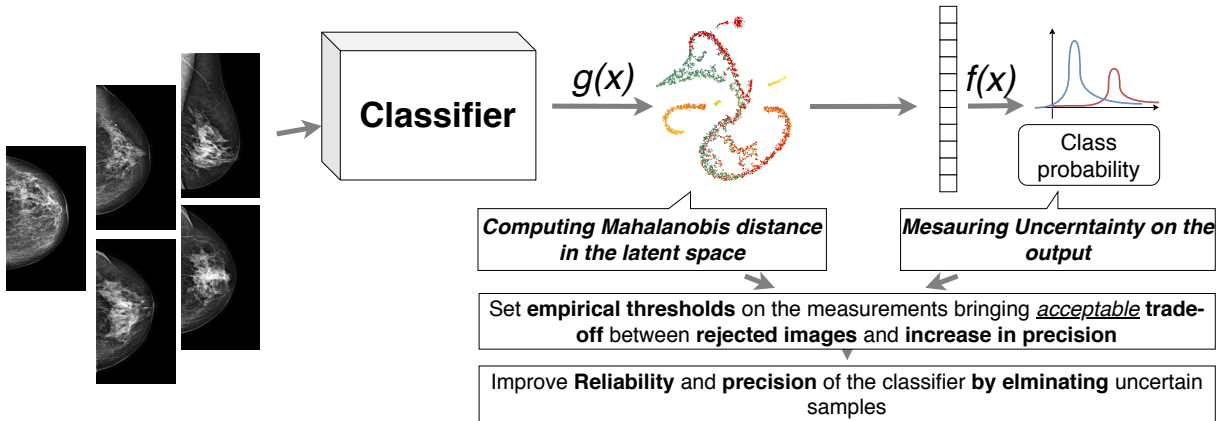 Classifier
g(x)
f(x)
Class
probability
Computing Mahalanobis distance
in the latent space
Mesauring Uncerntainty on the
output
Set empirical thresholds on the measurements bringing acceptable trade-
off between rejected images and increase in precision
Improve Reliability and precision of the classifier by elminating uncertain
samples